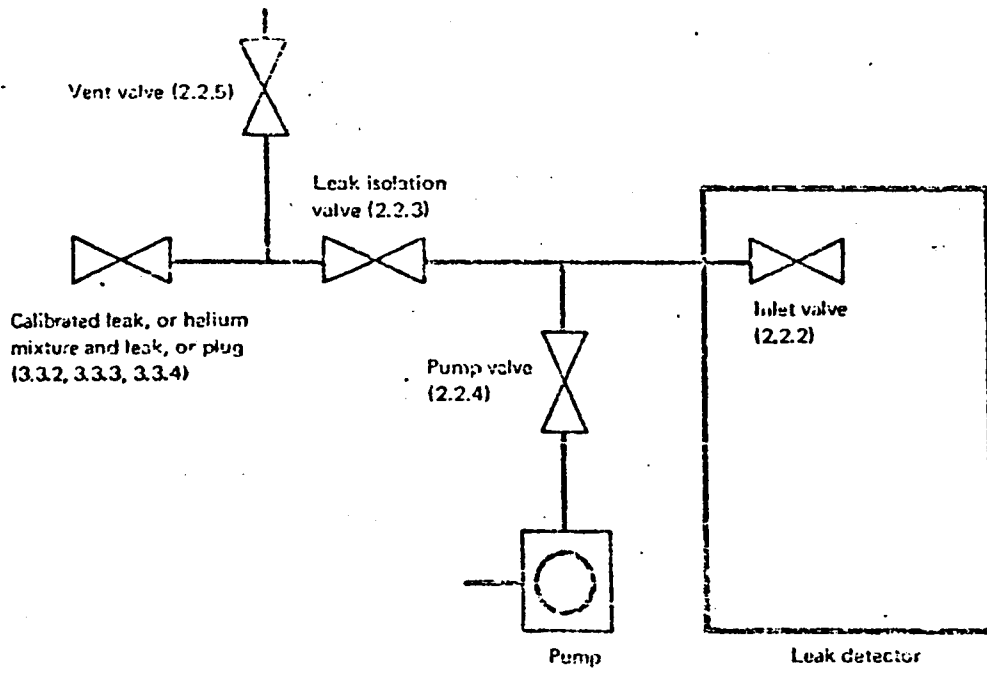 Vent valve (2.2.5)
Leak isolation
valve (2.2.3)
Calibrated leak, or helium
mixture and leak, or plug
(3.3.2, 3.3.3, 3.3.4)
Pump valve
(2.2.4)
Inlet valve
(2.2.2)
Pump
Leak detector